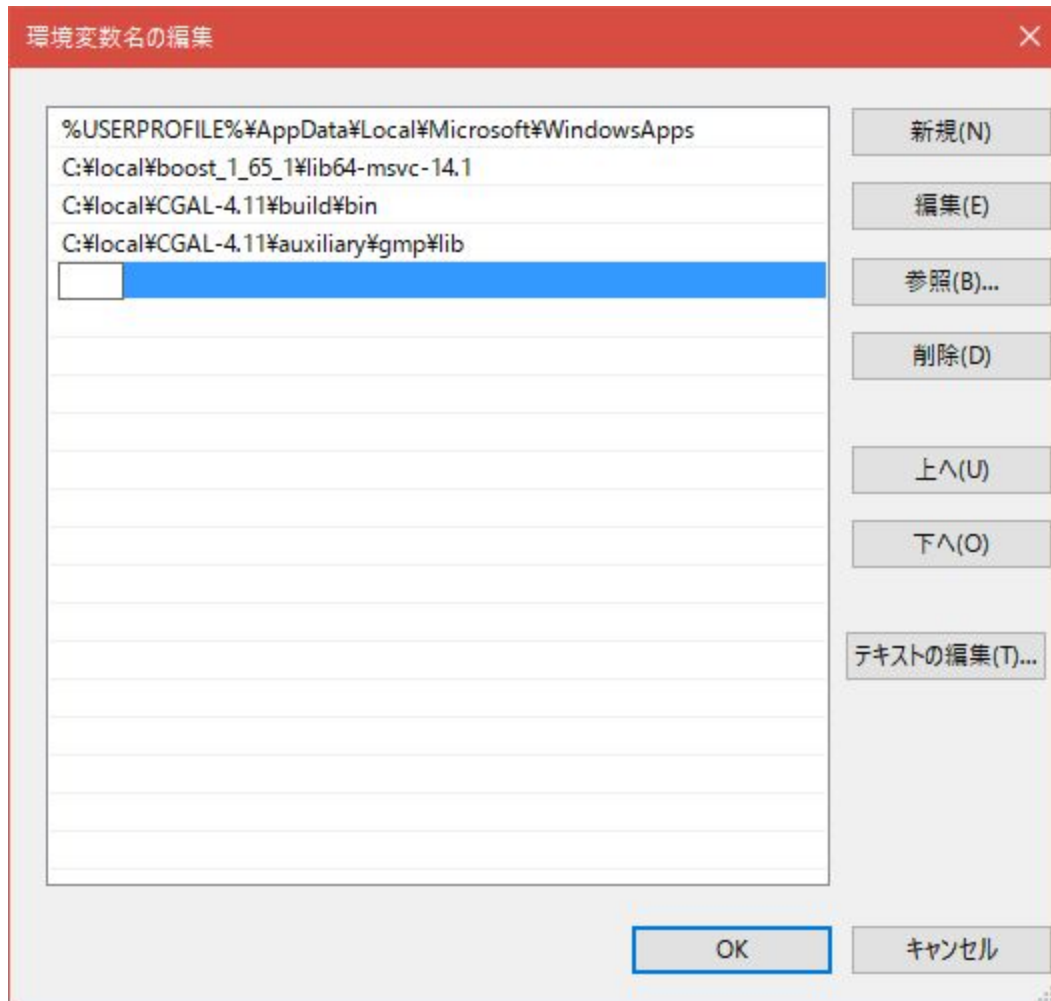 環境変数名の編集
%USERPROFILE%¥AppData¥Local¥Microsoft¥WindowsApps
C:¥local¥boost_1_65_1¥lib64-msvc-14.1
C:¥local¥CGAL-4.11¥build¥bin
C:¥local¥CGAL-4.11¥auxiliary¥gmp¥lib
新規(N)
編集(E)
参照(B)...
削除(D)
上へ(U)
下へ(O)
テキストの編集(T)...
OK
キャンセル